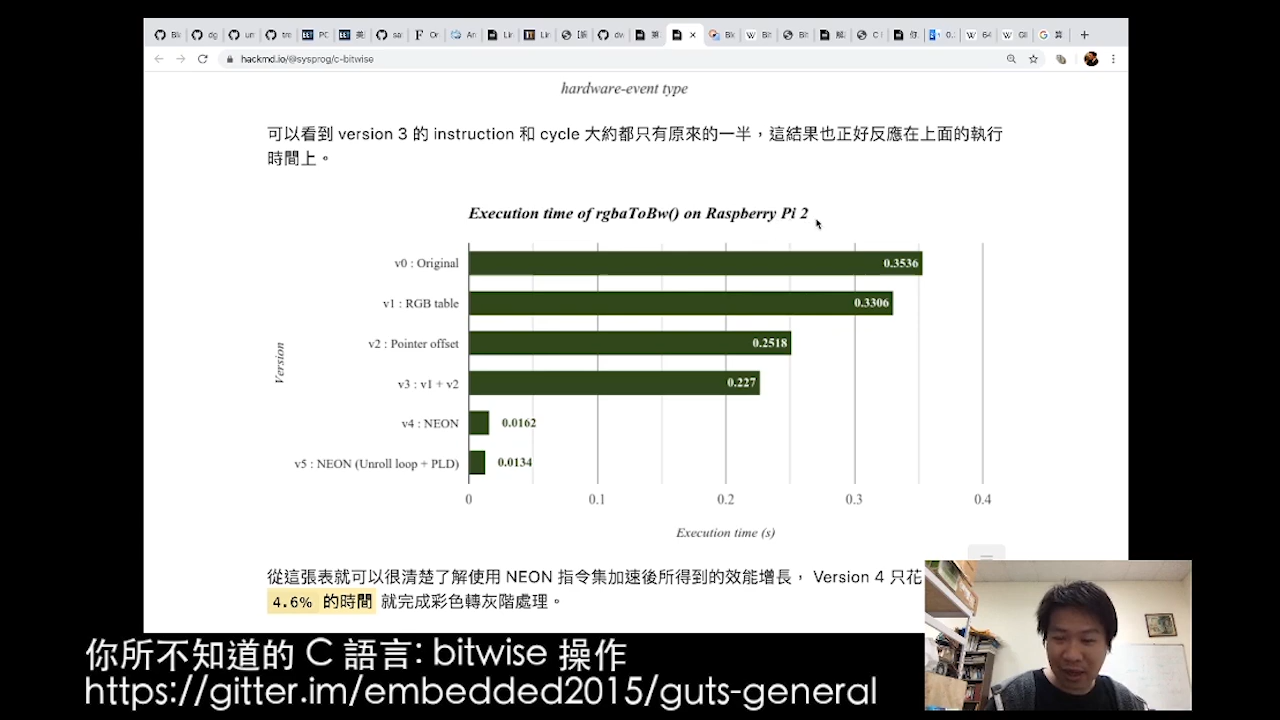 hackmd.io/@sysprog/c-bitwise
hardware-event type
可以看到 version 3 的 instruction 和 cycle 大約都只有原來的一半，這結果也正好反應在上面的執行
時間上。
Execution time of rgbaToBw() on Raspberry Pi 2
v0 : Original 0.3536
v1 : RGB table 0.3306
v2 : Pointer offset 0.2518
v3 : v1 + v2 0.227
v4 : NEON 0.0162
v5 : NEON (Unroll loop + PLD) 0.0134
Version
0 0.1 0.2 0.3 0.4
Execution time (s)
從這張表就可以很清楚了解使用 NEON 指令集加速後所得到的效能增長， Version 4 只花
4.6% 的時間 就完成彩色轉灰階處理。
你所不知道的 C 語言: bitwise 操作
https://gitter.im/embedded2015/guts-general